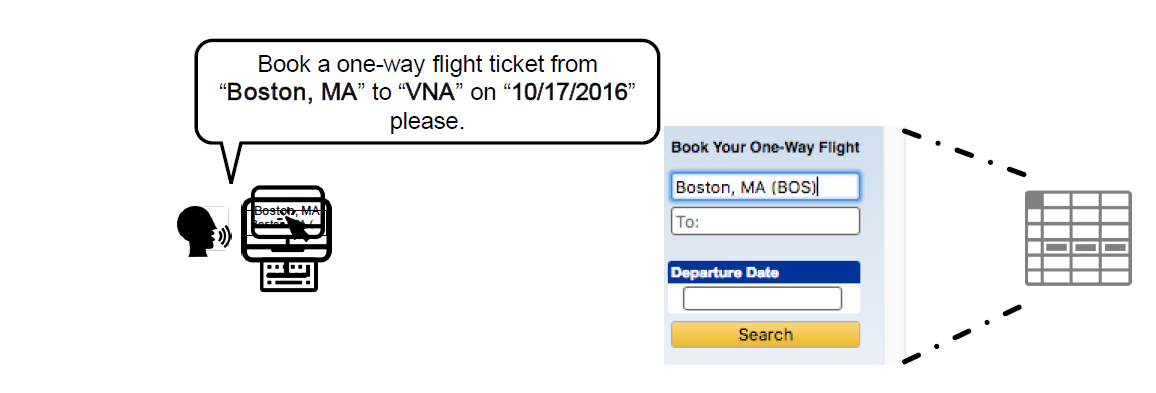 Book a one-way flight ticket from
“Boston, MA” to “VNA” on “10/17/2016”
please.
Book Your One-Way Flight
Boston, MA (BOS)
To:
Departure Date
Search
Boston, MA